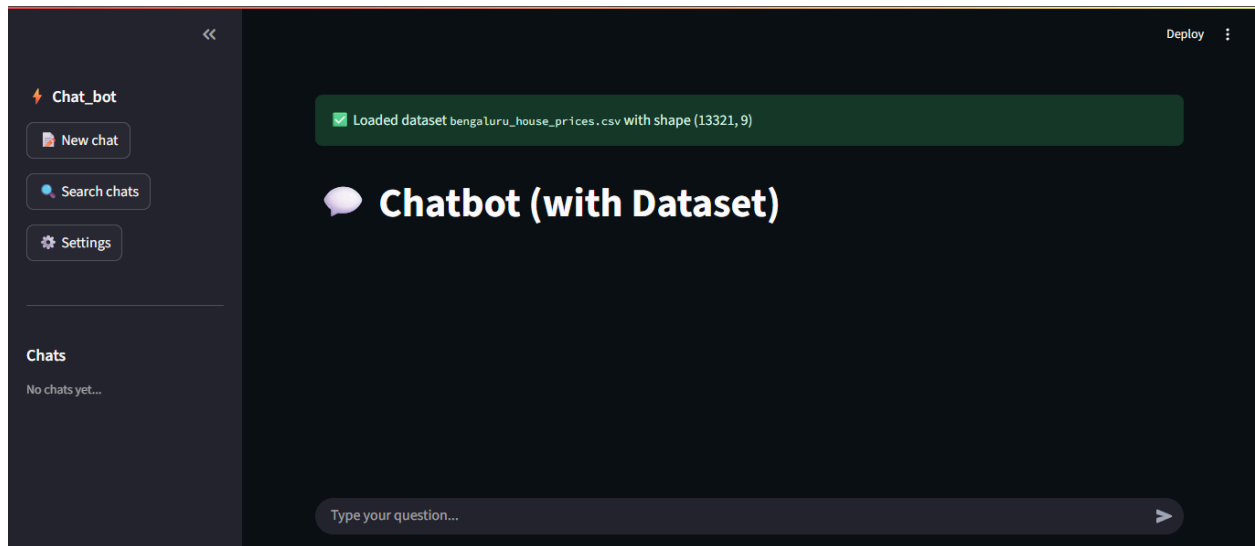 Deploy
⚡ Chat_bot
📝 New chat
🔍 Search chats
⚙️ Settings
Chats
No chats yet...
✅ Loaded dataset bengaluru_house_prices.csv with shape (13321, 9)
💬 Chatbot (with Dataset)
Type your question...